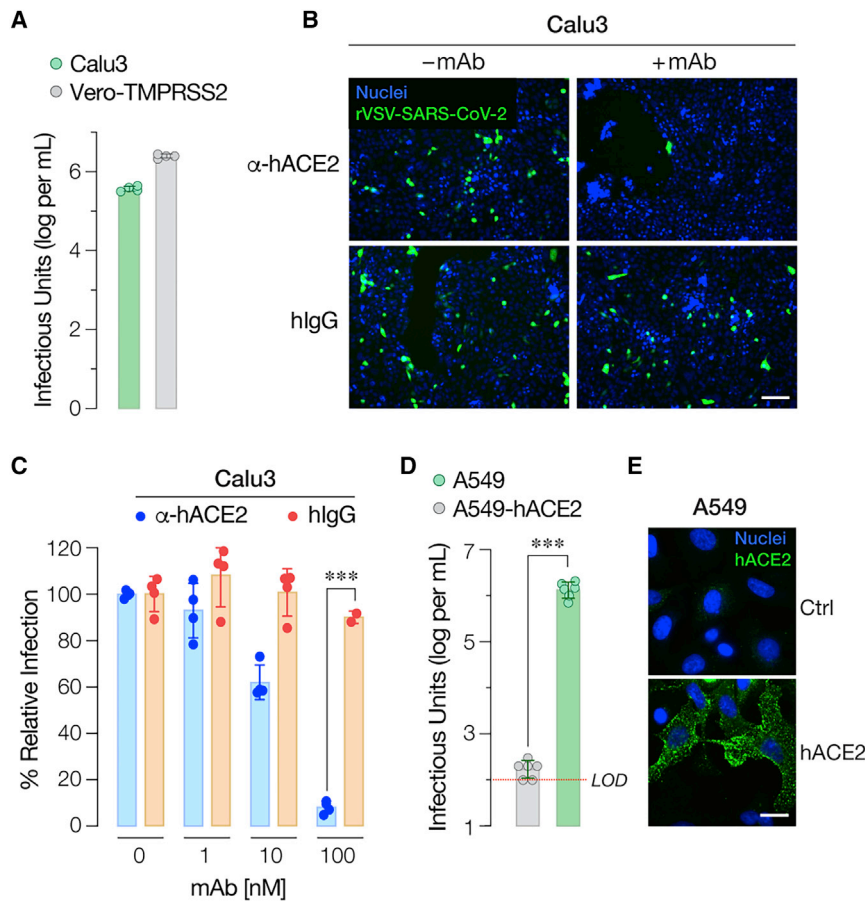 A
Calu3
Vero-TMPRSS2
Infectious Units (log per mL)
6
4
2
0
B
Calu3
−mAb
+mAb
Nuclei
rVSV-SARS-CoV-2
α-hACE2
hIgG
C
Calu3
α-hACE2
hIgG
% Relative Infection
120
100
80
60
40
20
0
***
0
1
10
100
mAb [nM]
D
A549
A549-hACE2
Infectious Units (log per mL)
7
5
3
1
***
LOD
E
A549
Nuclei
hACE2
Ctrl
hACE2